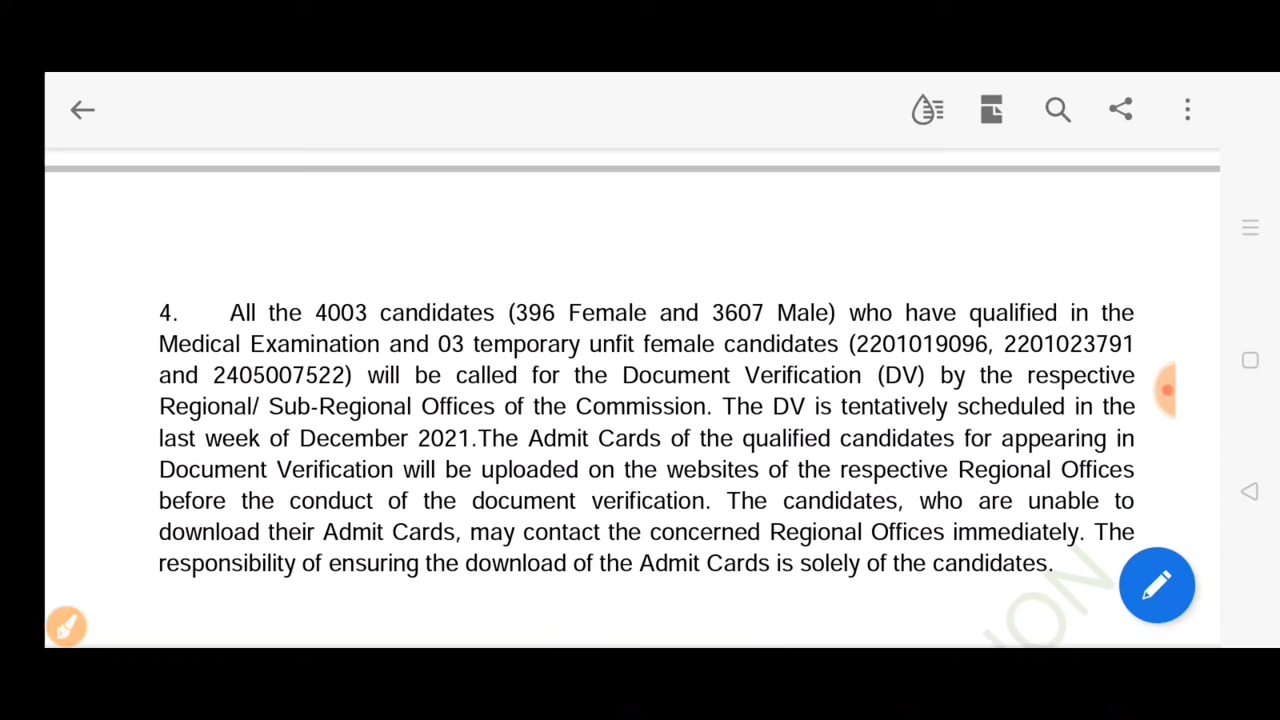 4. All the 4003 candidates (396 Female and 3607 Male) who have qualified in the
Medical Examination and 03 temporary unfit female candidates (2201019096, 2201023791
and 2405007522) will be called for the Document Verification (DV) by the respective
Regional/ Sub-Regional Offices of the Commission. The DV is tentatively scheduled in the
last week of December 2021.The Admit Cards of the qualified candidates for appearing in
Document Verification will be uploaded on the websites of the respective Regional Offices
before the conduct of the document verification. The candidates, who are unable to
download their Admit Cards, may contact the concerned Regional Offices immediately. The
responsibility of ensuring the download of the Admit Cards is solely of the candidates.